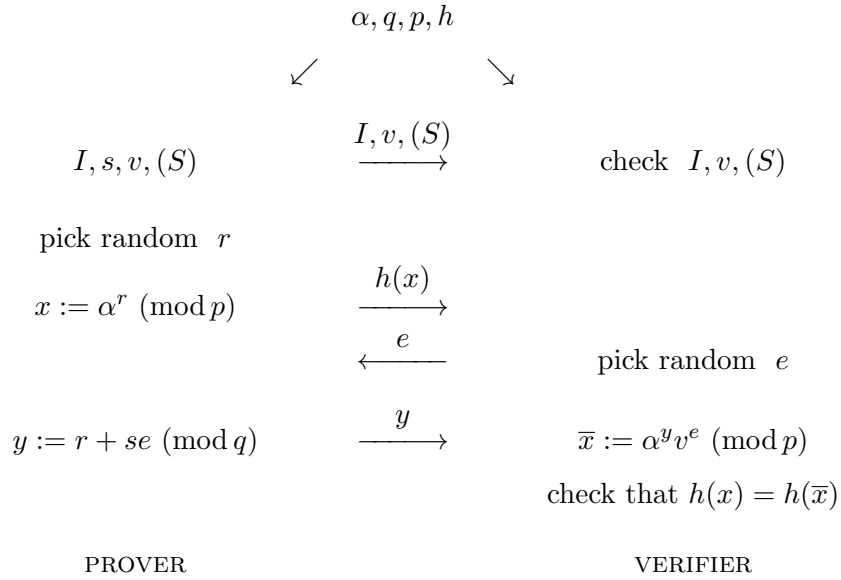 α, q, p, h
↙ ↘
I, s, v, (S) I, v, (S) ⟶ check I, v, (S)
pick random r
x := α^r (mod p) h(x) ⟶
e ⟵ pick random e
y := r + se (mod q) y ⟶ x̅ := α^y v^e (mod p)
check that h(x) = h(x̅)
PROVER VERIFIER